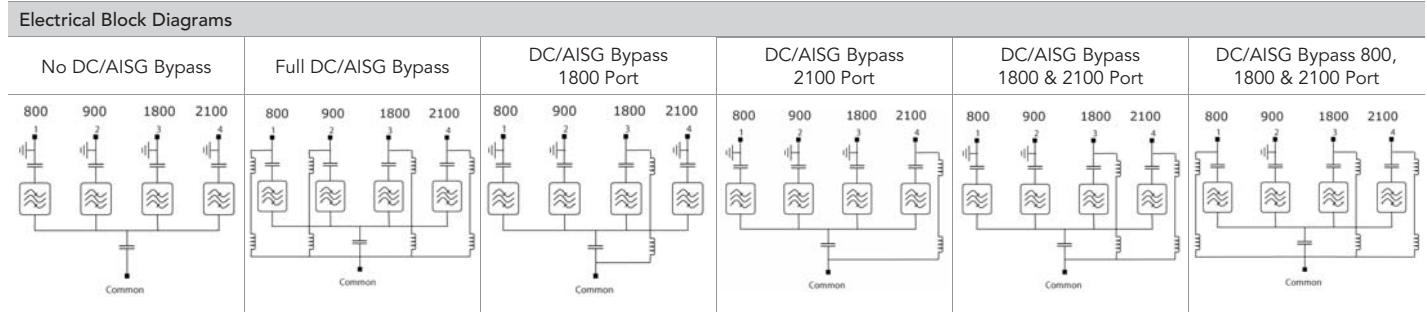 Electrical Block Diagrams
No DC/AISG Bypass
Full DC/AISG Bypass
DC/AISG Bypass
1800 Port
DC/AISG Bypass
2100 Port
DC/AISG Bypass
1800 & 2100 Port
DC/AISG Bypass 800,
1800 & 2100 Port
800 900 1800 2100
1 2 3 4
Common
800 900 1800 2100
1 2 3 4
Common
800 900 1800 2100
1 2 3 4
Common
800 900 1800 2100
1 2 3 4
Common
800 900 1800 2100
1 2 3 4
Common
800 900 1800 2100
1 2 3 4
Common